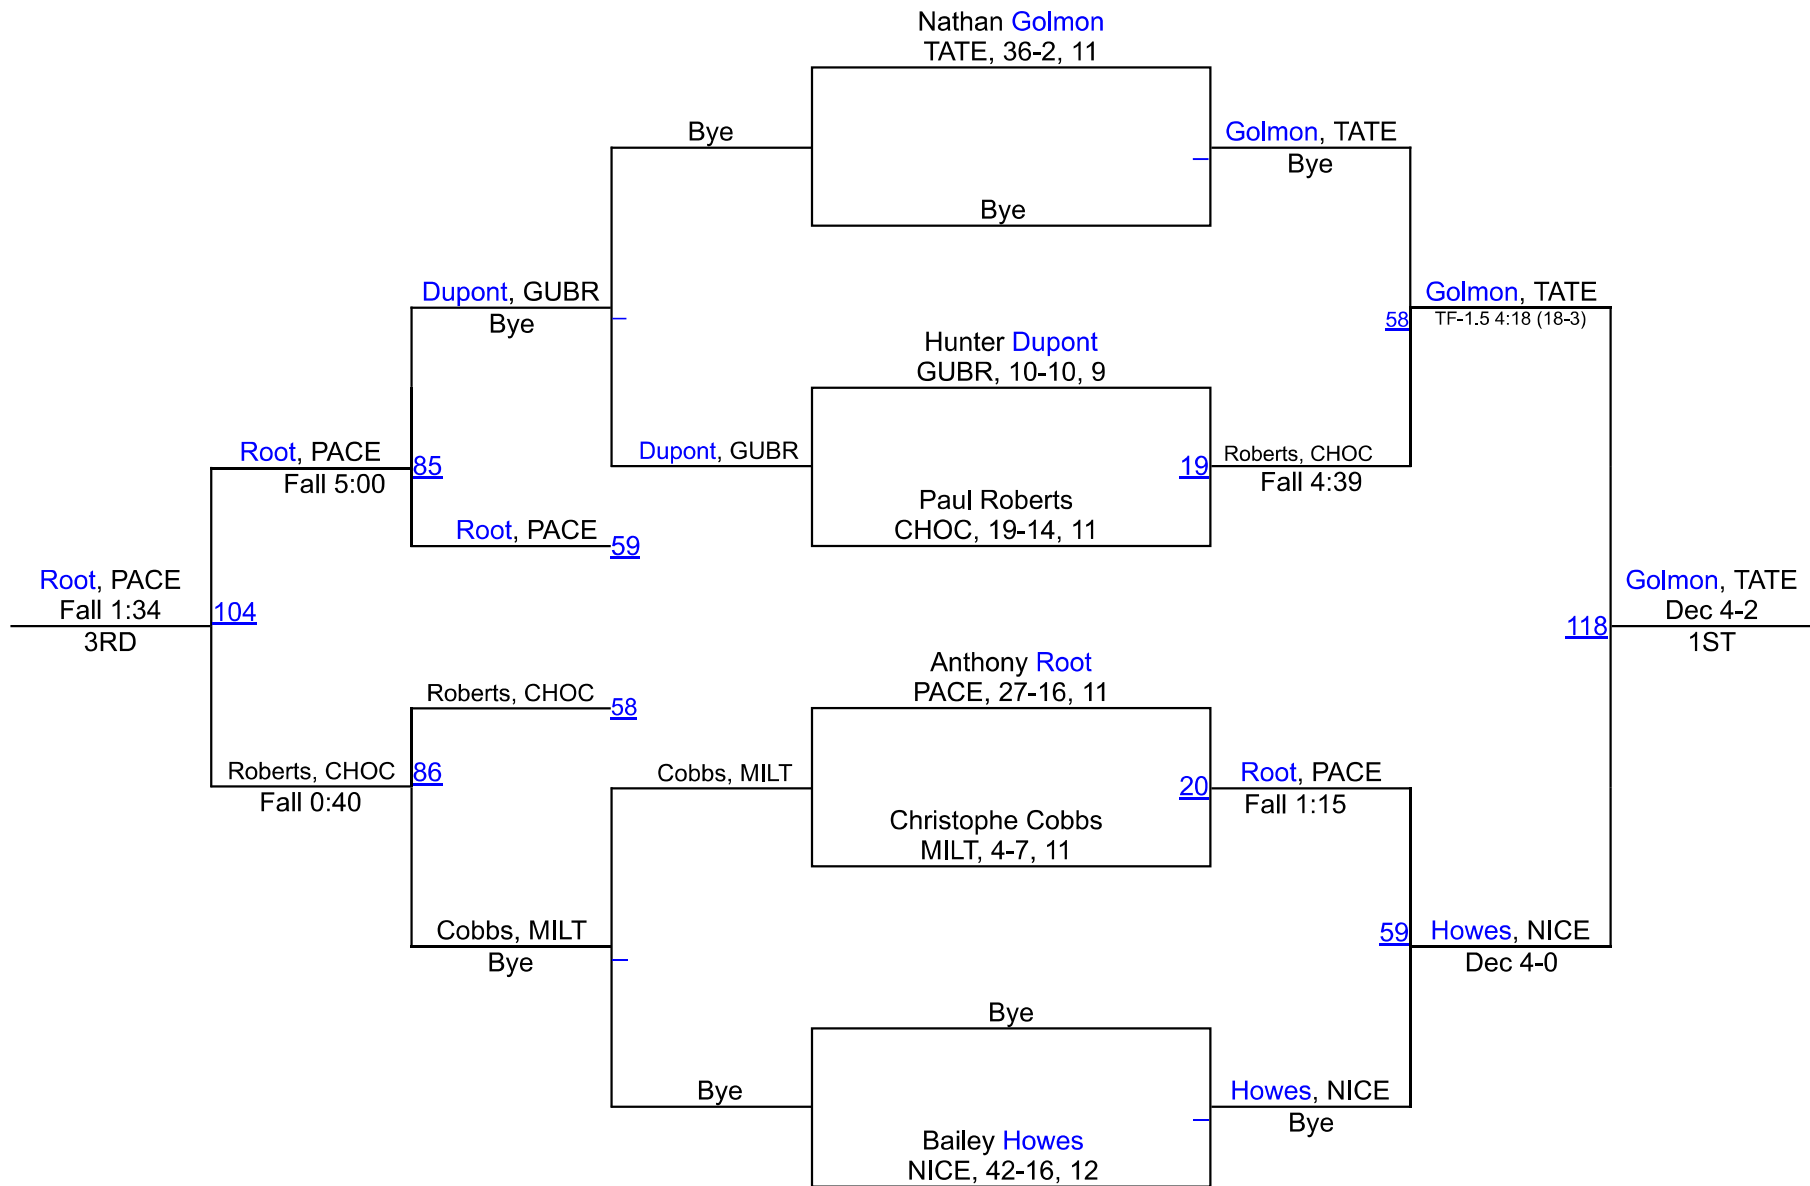 Nathan Golmon
TATE, 36-2, 11
Bye
Golmon, TATE
Bye
Bye
Dupont, GUBR
Bye
Golmon, TATE
58
TF-1.5 4:18 (18-3)
Hunter Dupont
GUBR, 10-10, 9
Root, PACE
Fall 5:00
85
Dupont, GUBR
19
Roberts, CHOC
Fall 4:39
Paul Roberts
CHOC, 19-14, 11
Root, PACE
59
Root, PACE
Fall 1:34
3RD
104
Golmon, TATE
Dec 4-2
1ST
118
Anthony Root
PACE, 27-16, 11
Roberts, CHOC
58
Roberts, CHOC
Fall 0:40
86
Cobbs, MILT
20
Root, PACE
Fall 1:15
Christophe Cobbs
MILT, 4-7, 11
Cobbs, MILT
Bye
59
Howes, NICE
Dec 4-0
Bye
Bye
Howes, NICE
Bye
Bailey Howes
NICE, 42-16, 12